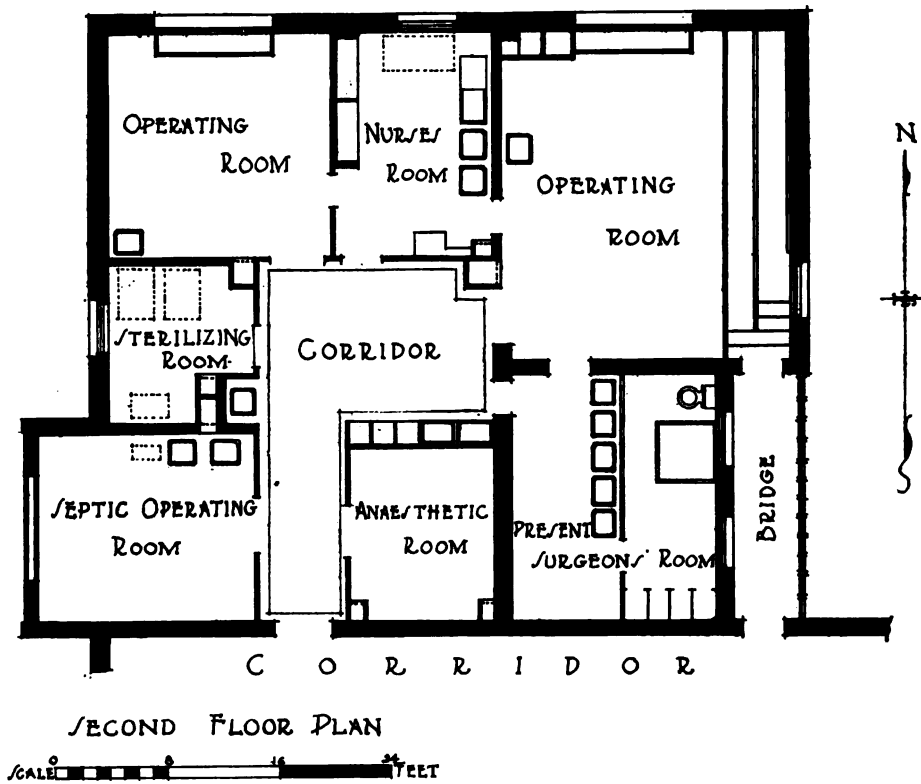 OPERATING
ROOM
NURSES
ROOM
OPERATING
ROOM
N
STERILIZING
ROOM
CORRIDOR
SEPTIC OPERATING
ROOM
ANAESTHETIC
ROOM
PRESENT
SURGEONS' ROOM
BRIDGE
S
CORRIDOR
SECOND FLOOR PLAN
SCALE 0 8 16 24 FEET